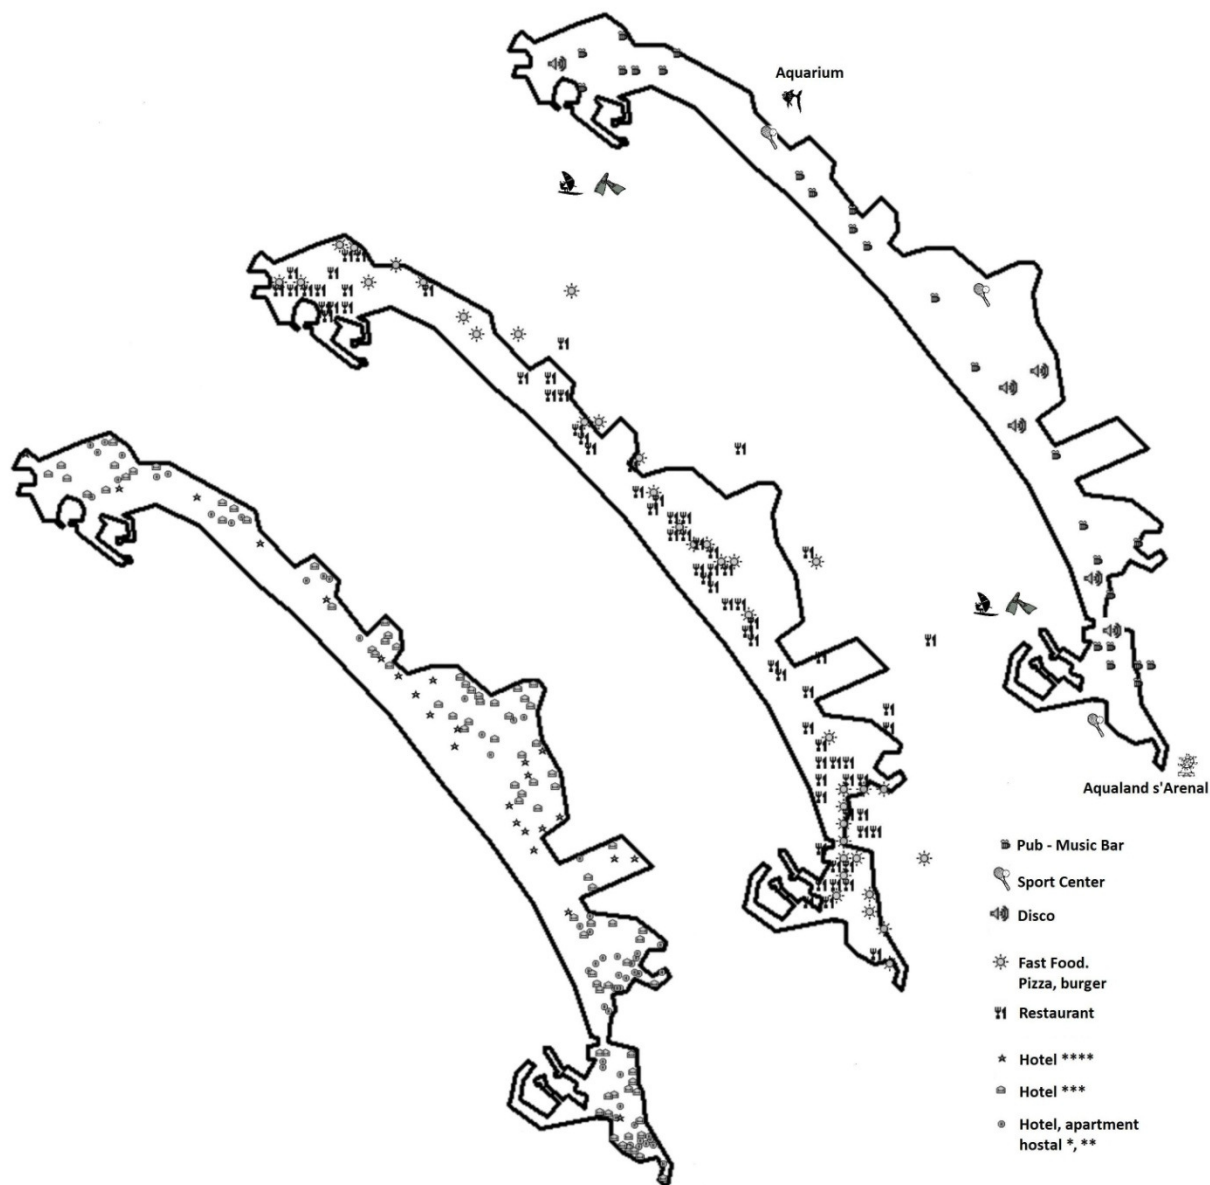 Aquarium
Aqualand s'Arenal
Pub - Music Bar
Sport Center
Disco
Fast Food.
Pizza, burger
Restaurant
Hotel ****
Hotel ***
Hotel, apartment
hostal *, **